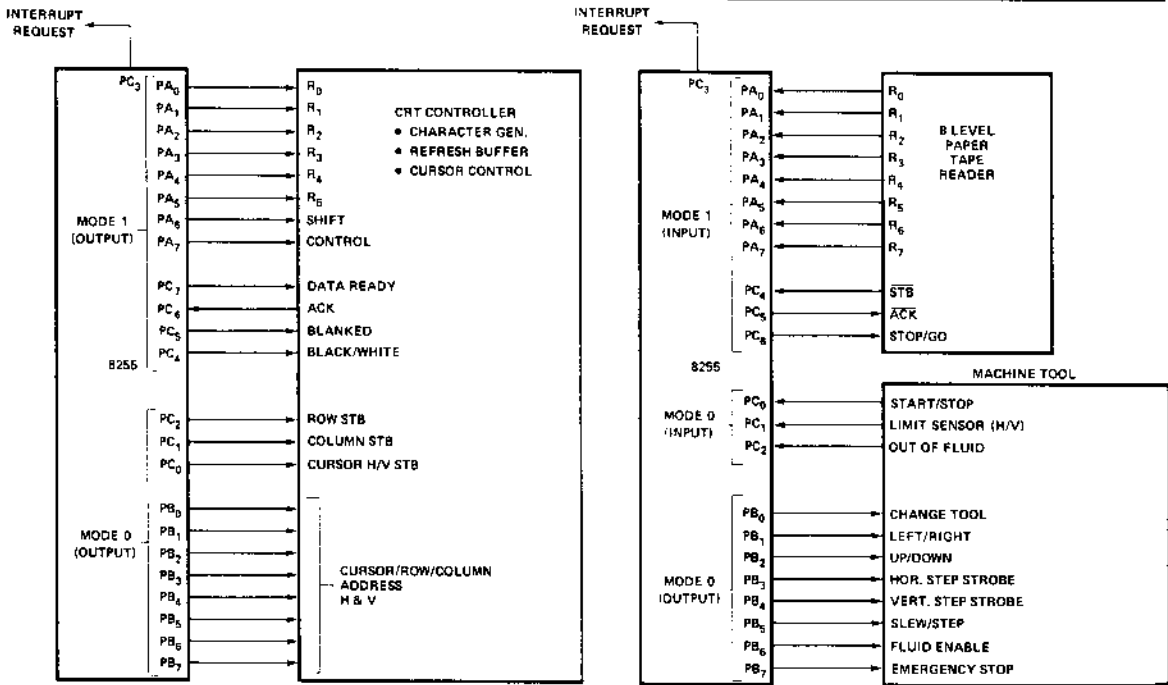 INTERRUPT
REQUEST
PC3
PA0
PA1
PA2
PA3
PA4
PA5
PA6
PA7
MODE 1
(OUTPUT)
PC7
PC6
PC5
PC4
8255
PC2
PC1
PC0
MODE 0
(OUTPUT)
PB0
PB1
PB2
PB3
PB4
PB5
PB6
PB7
R0
R1
R2
R3
R4
R5
SHIFT
CONTROL
CRT CONTROLLER
• CHARACTER GEN.
• REFRESH BUFFER
• CURSOR CONTROL
DATA READY
ACK
BLANKED
BLACK/WHITE
ROW STB
COLUMN STB
CURSOR H/V STB
CURSOR/ROW/COLUMN
ADDRESS
H & V
INTERRUPT
REQUEST
PC3
PA0
PA1
PA2
PA3
PA4
PA5
PA6
PA7
MODE 1
(INPUT)
PC4
PC5
PC6
8255
MODE 0
(INPUT)
PC0
PC1
PC2
MODE 0
(OUTPUT)
PB0
PB1
PB2
PB3
PB4
PB5
PB6
PB7
R0
R1
R2
R3
R4
R5
R6
R7
8 LEVEL
PAPER
TAPE
READER
STB
ACK
STOP/GO
MACHINE TOOL
START/STOP
LIMIT SENSOR (H/V)
OUT OF FLUID
CHANGE TOOL
LEFT/RIGHT
UP/DOWN
HOR. STEP STROBE
VERT. STEP STROBE
SLEW/STEP
FLUID ENABLE
EMERGENCY STOP